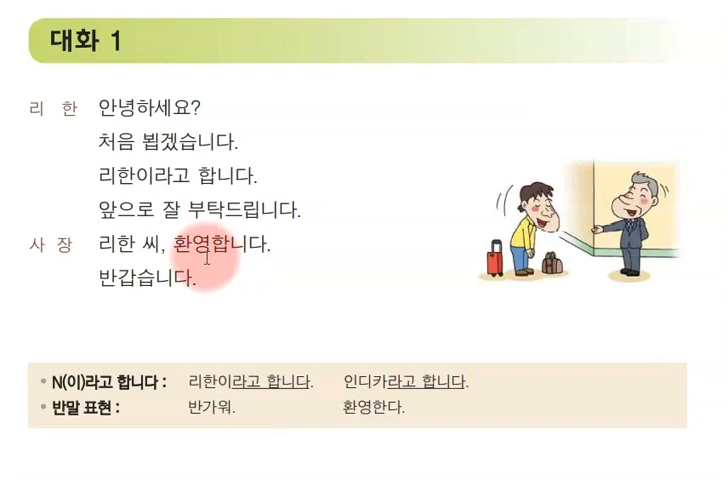 대화 1
리 한 안녕하세요?
처음 뵙겠습니다.
리한이라고 합니다.
앞으로 잘 부탁드립니다.
사 장 리한 씨, 환영합니다.
반갑습니다.
• N(이)라고 합니다 : 리한이라고 합니다. 인디카라고 합니다.
• 반말 표현 : 반가워. 환영한다.